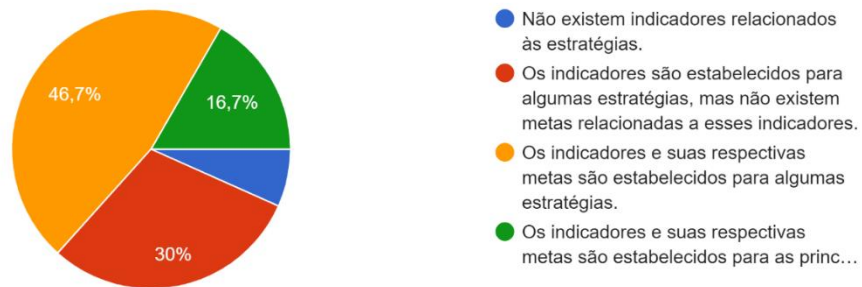 46,7%
16,7%
30%
Não existem indicadores relacionados
às estratégias.
Os indicadores são estabelecidos para
algumas estratégias, mas não existem
metas relacionadas a esses indicadores.
Os indicadores e suas respectivas
metas são estabelecidos para algumas
estratégias.
Os indicadores e suas respectivas
metas são estabelecidos para as princ…